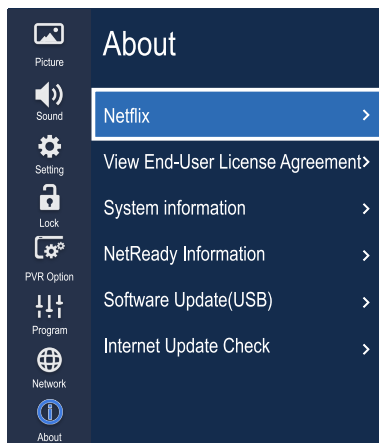 Picture
Sound
Setting
Lock
PVR Option
Program
Network
About
About
Netflix
View End-User License Agreement
System information
NetReady Information
Software Update(USB)
Internet Update Check